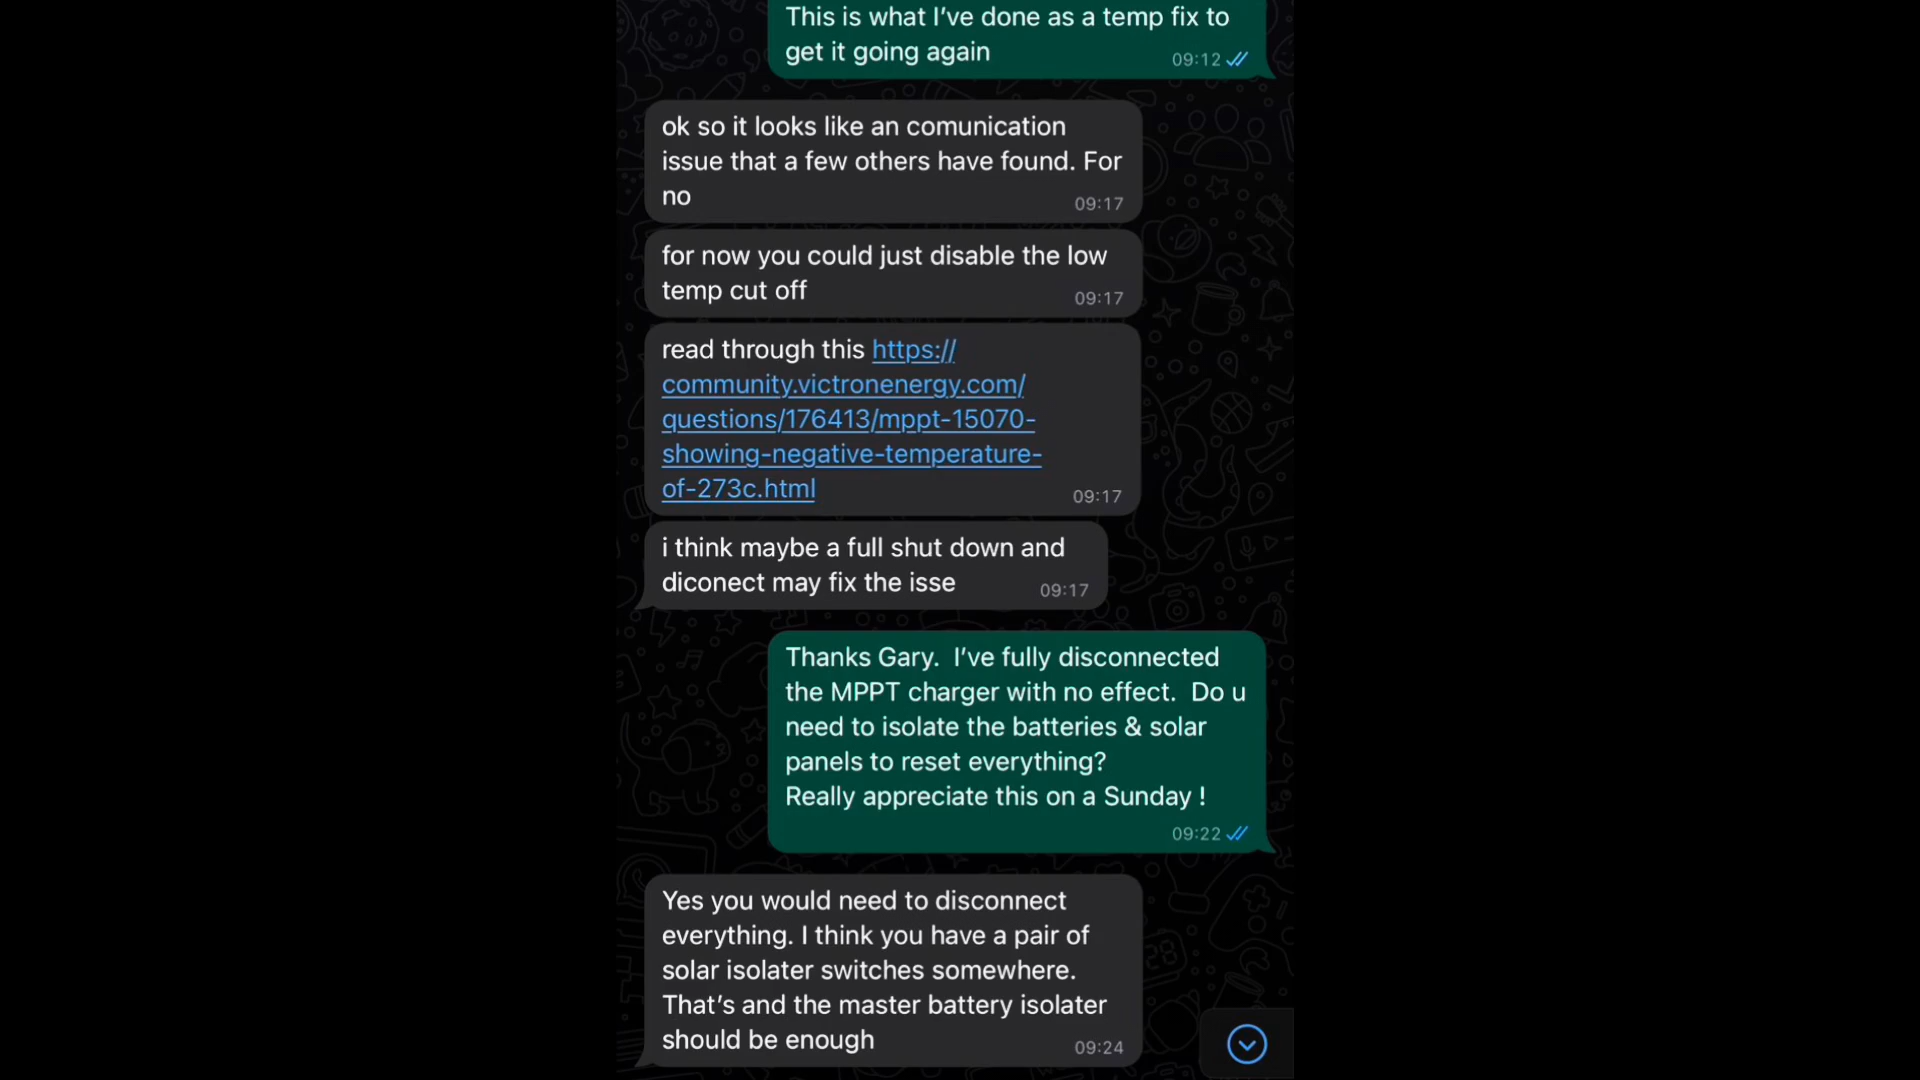 This is what I’ve done as a temp fix to
get it going again
09:12
ok so it looks like an comunication
issue that a few others have found. For
no
09:17
for now you could just disable the low
temp cut off
09:17
read through this https://
community.victronenergy.com/
questions/176413/mppt-15070-
showing-negative-temperature-
of-273c.html
09:17
i think maybe a full shut down and
diconect may fix the isse
09:17
Thanks Gary.  I’ve fully disconnected
the MPPT charger with no effect.  Do u
need to isolate the batteries & solar
panels to reset everything?
Really appreciate this on a Sunday !
09:22
Yes you would need to disconnect
everything. I think you have a pair of
solar isolater switches somewhere.
That’s and the master battery isolater
should be enough
09:24